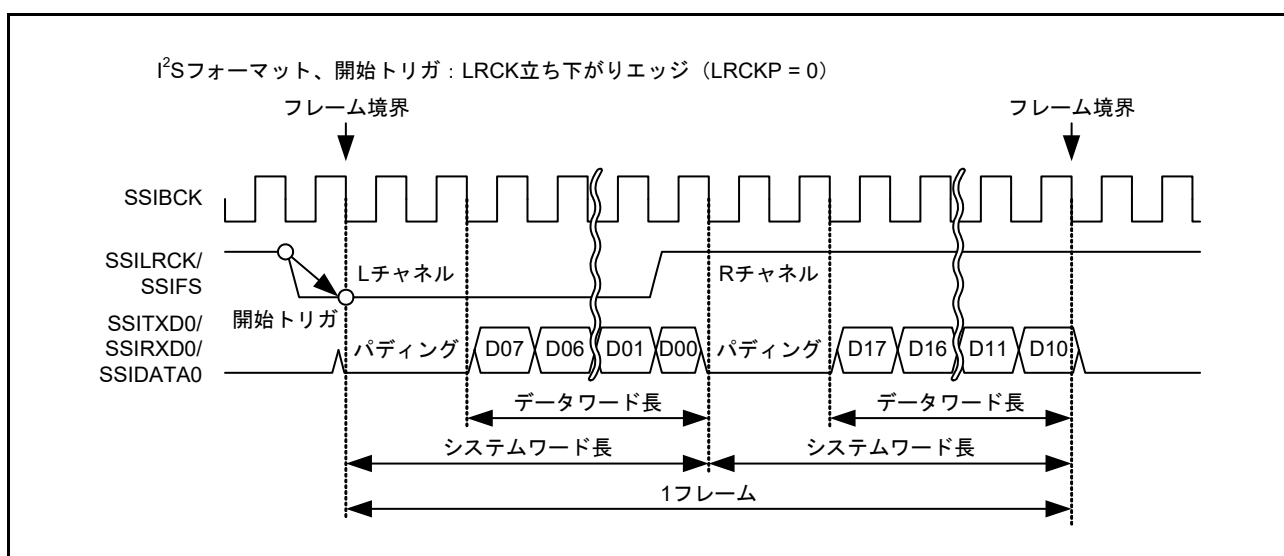 I²Sフォーマット、開始トリガ：LRCK立ち下がりエッジ（LRCKP = 0）
フレーム境界 フレーム境界
SSIBCK
SSILRCK/
SSIFS
Lチャネル Rチャネル
開始トリガ
SSITXD0/
SSIRXD0/
SSIDATA0
パディング D07 D06 D01 D00 パディング D17 D16 D11 D10
データワード長 データワード長
システムワード長 システムワード長
1フレーム